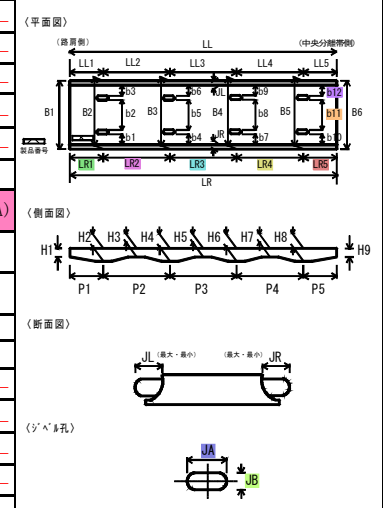 〈平面図〉
(路肩側) LL (中央分離帯側)
LL1 LL2 LL3 LL4 LL5
b3 b6 JL b9 b12
B1 B2 b2 B3 b5 B4 b8 B5 b11 B6
b1 b4 JR b7 b10
製品番号
LR1 LR2 LR3 LR4 LR5
LR
A)
〈側面図〉
H1 H2 H3 H4 H5 H6 H7 H8 H9
P1 P2 P3 P4 P5
〈断面図〉
JL (最大・最小) (最大・最小) JR
〈ジベル孔〉
JA
JB